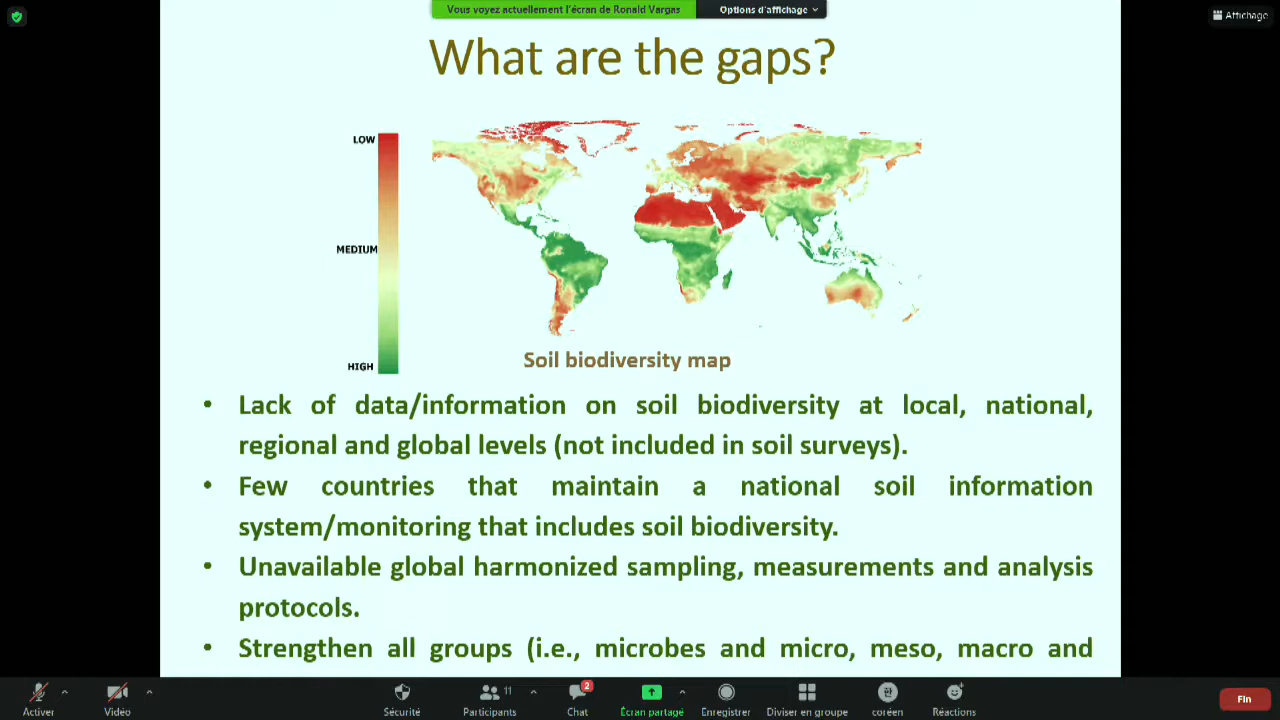 Vous voyez actuellement l'écran de Ronald Vargas
Options d'affichage
Affichage
What are the gaps?
LOW
MEDIUM
HIGH
Soil biodiversity map
• Lack of data/information on soil biodiversity at local, national,
regional and global levels (not included in soil surveys).
• Few countries that maintain a national soil information
system/monitoring that includes soil biodiversity.
• Unavailable global harmonized sampling, measurements and analysis
protocols.
• Strengthen all groups (i.e., microbes and micro, meso, macro and
11
2
Activer
Vidéo
Sécurité
Participants
Chat
Écran partagé
Enregistrer
Diviser en groupe
coréen
Réactions
Fin